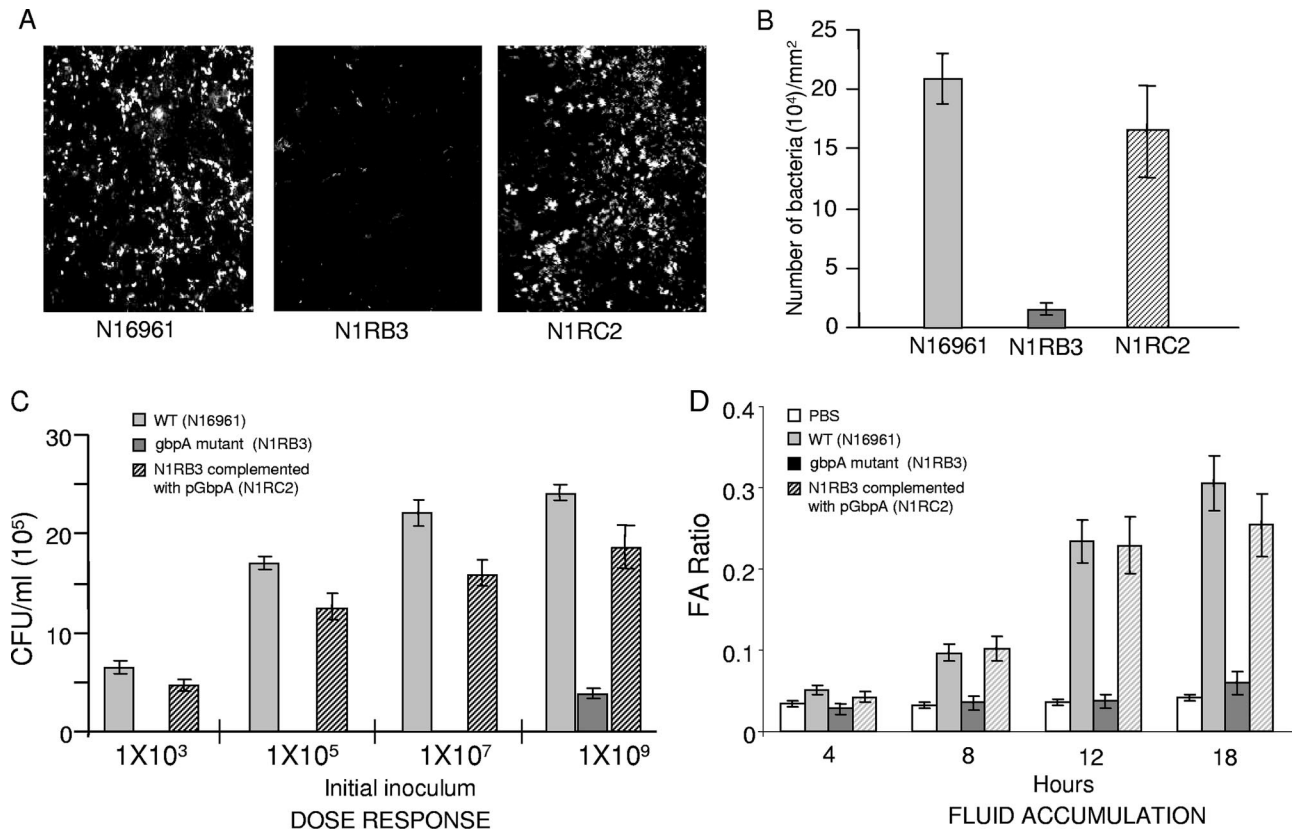 A
N16961
N1RB3
N1RC2
B
Number of bacteria (10⁴)/mm²
25
20
15
10
5
0
N16961
N1RB3
N1RC2
C
WT (N16961)
gbpA mutant (N1RB3)
N1RB3 complemented
with pGbpA (N1RC2)
CFU/ml (10⁵)
30
20
10
0
1X10³
1X10⁵
1X10⁷
1X10⁹
Initial inoculum
DOSE RESPONSE
D
PBS
WT (N16961)
gbpA mutant (N1RB3)
N1RB3 complemented
with pGbpA (N1RC2)
FA Ratio
0.4
0.3
0.2
0.1
0
4
8
12
18
Hours
FLUID ACCUMULATION